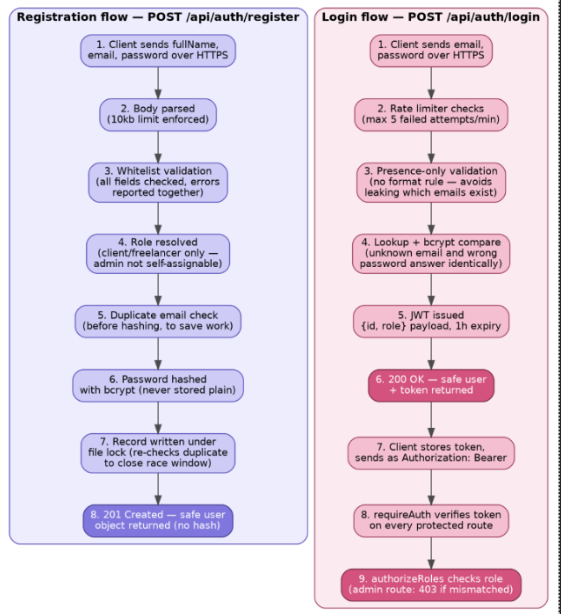 Registration flow — POST /api/auth/register
1. Client sends fullName,
email, password over HTTPS
2. Body parsed
(10kb limit enforced)
3. Whitelist validation
(all fields checked, errors
reported together)
4. Role resolved
(client/freelancer only —
admin not self-assignable)
5. Duplicate email check
(before hashing, to save work)
6. Password hashed
with bcrypt (never stored plain)
7. Record written under
file lock (re-checks duplicate
to close race window)
8. 201 Created — safe user
object returned (no hash)
Login flow — POST /api/auth/login
1. Client sends email,
password over HTTPS
2. Rate limiter checks
(max 5 failed attempts/min)
3. Presence-only validation
(no format rule — avoids
leaking which emails exist)
4. Lookup + bcrypt compare
(unknown email and wrong
password answer identically)
5. JWT issued
{id, role} payload, 1h expiry
6. 200 OK — safe user
+ token returned
7. Client stores token,
sends as Authorization: Bearer
8. requireAuth verifies token
on every protected route
9. authorizeRoles checks role
(admin route: 403 if mismatched)